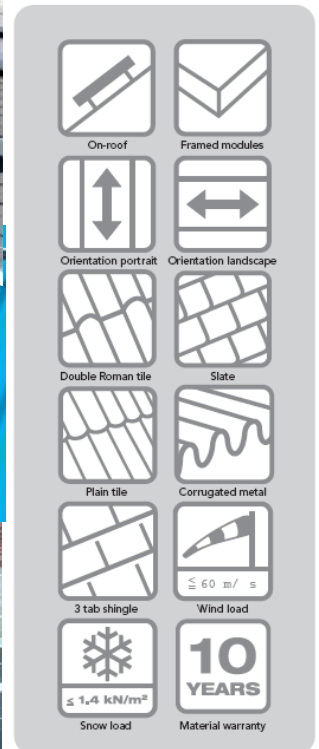 On-roof
Framed modules
Orientation portrait
Orientation landscape
Double Roman tile
Slate
Plain tile
Corrugated metal
3 tab shingle
≦ 60 m/ s
Wind load
≤ 1.4 kN/m²
Snow load
10
YEARS
Material warranty